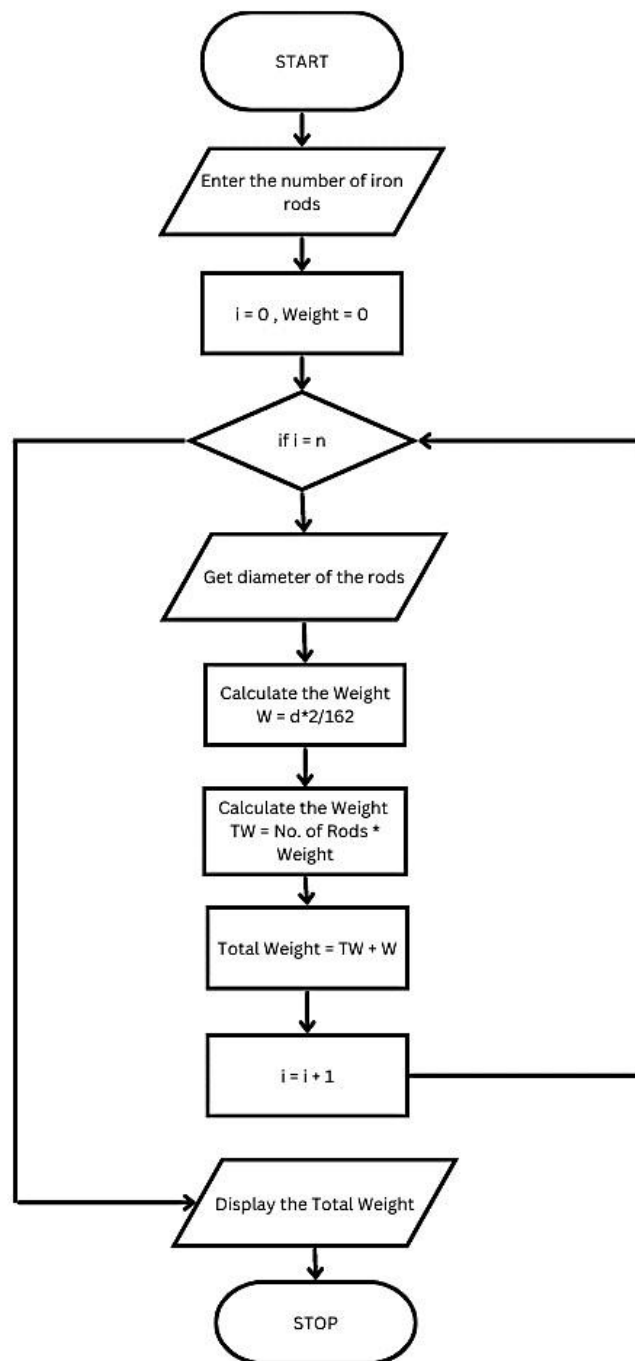 START
Enter the number of iron
rods
i = 0 , Weight = 0
if i = n
Get diameter of the rods
Calculate the Weight
W = d*2/162
Calculate the Weight
TW = No. of Rods *
Weight
Total Weight = TW + W
i = i + 1
Display the Total Weight
STOP